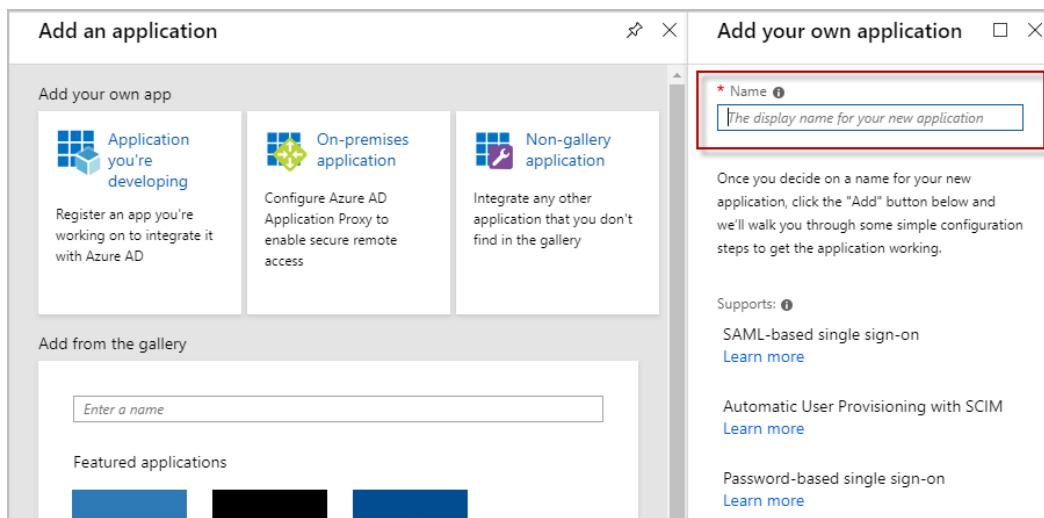 Add an application
Add your own app
Application
you're
developing
Register an app you're
working on to integrate it
with Azure AD
On-premises
application
Configure Azure AD
Application Proxy to
enable secure remote
access
Non-gallery
application
Integrate any other
application that you don't
find in the gallery
Add from the gallery
Enter a name
Featured applications
Add your own application
* Name
The display name for your new application
Once you decide on a name for your new
application, click the "Add" button below and
we'll walk you through some simple configuration
steps to get the application working.
Supports:
SAML-based single sign-on
Learn more
Automatic User Provisioning with SCIM
Learn more
Password-based single sign-on
Learn more